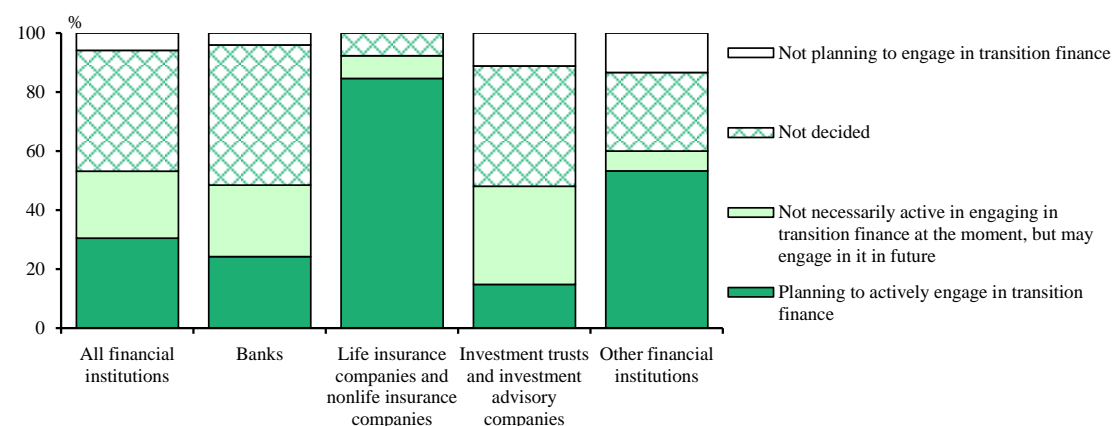 %
100
80
60
40
20
0
All financial
institutions
Banks
Life insurance
companies and
nonlife insurance
companies
Investment trusts
and investment
advisory
companies
Other financial
institutions
Not planning to engage in transition finance
Not decided
Not necessarily active in engaging in
transition finance at the moment, but may
engage in it in future
Planning to actively engage in transition
finance